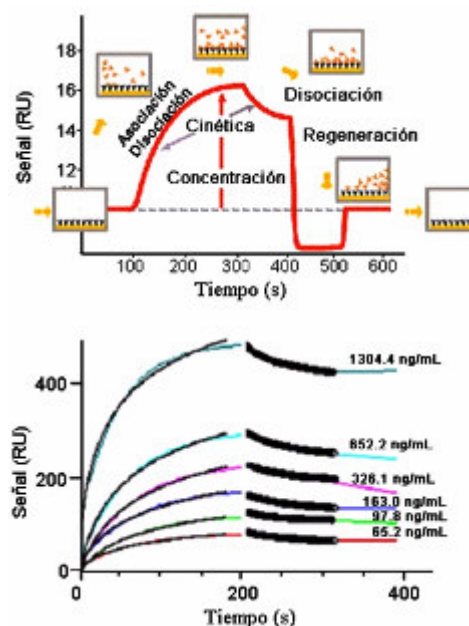 Señal (RU)
18
16
14
12
Asociación
Disociación
Cinética
Concentración
Disociación
Regeneración
100 200 300 400 500 600
Tiempo (s)
Señal (RU)
400
200
0
1304.4 ng/mL
652.2 ng/mL
326.1 ng/mL
163.0 ng/mL
97.8 ng/mL
65.2 ng/mL
0 200 400
Tiempo (s)